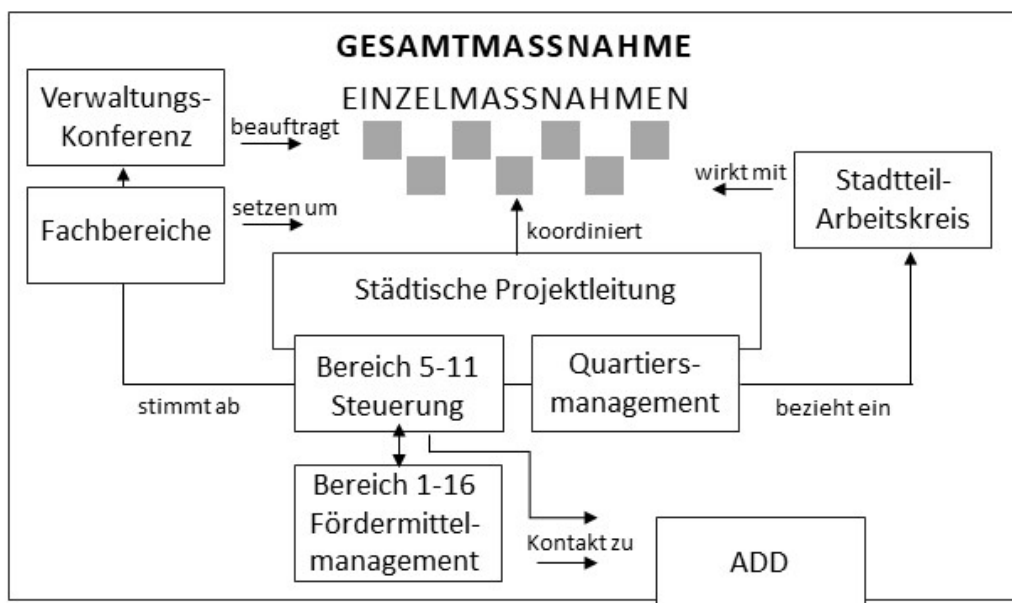 GESAMTMASSNAHME
EINZELMASSNAHMEN
Verwaltungs-
Konferenz
beauftragt
Fachbereiche
setzen um
wirkt mit
Stadtteil-
Arbeitskreis
koordiniert
Städtische Projektleitung
Bereich 5-11
Steuerung
Quartiers-
management
stimmt ab
bezieht ein
Bereich 1-16
Fördermittel-
management
Kontakt zu
ADD